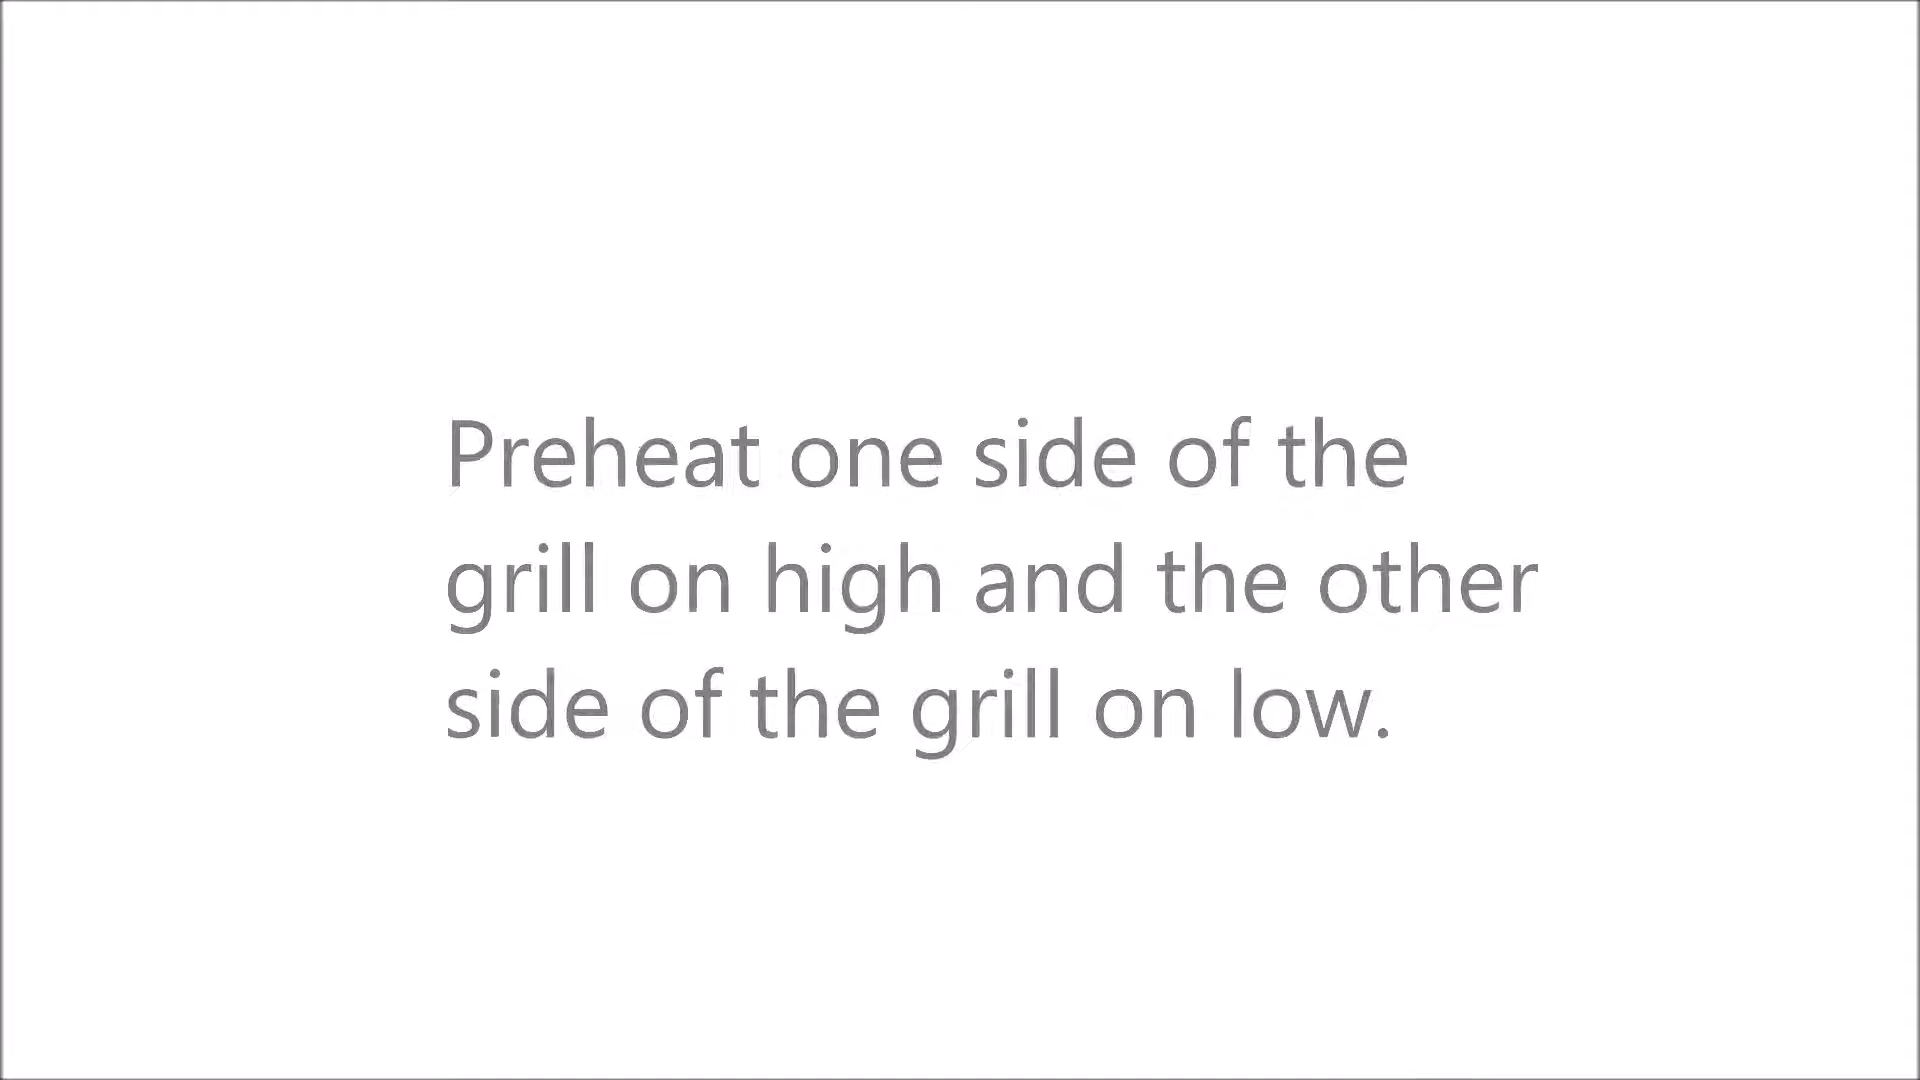 Preheat one side of the
grill on high and the other
side of the grill on low.